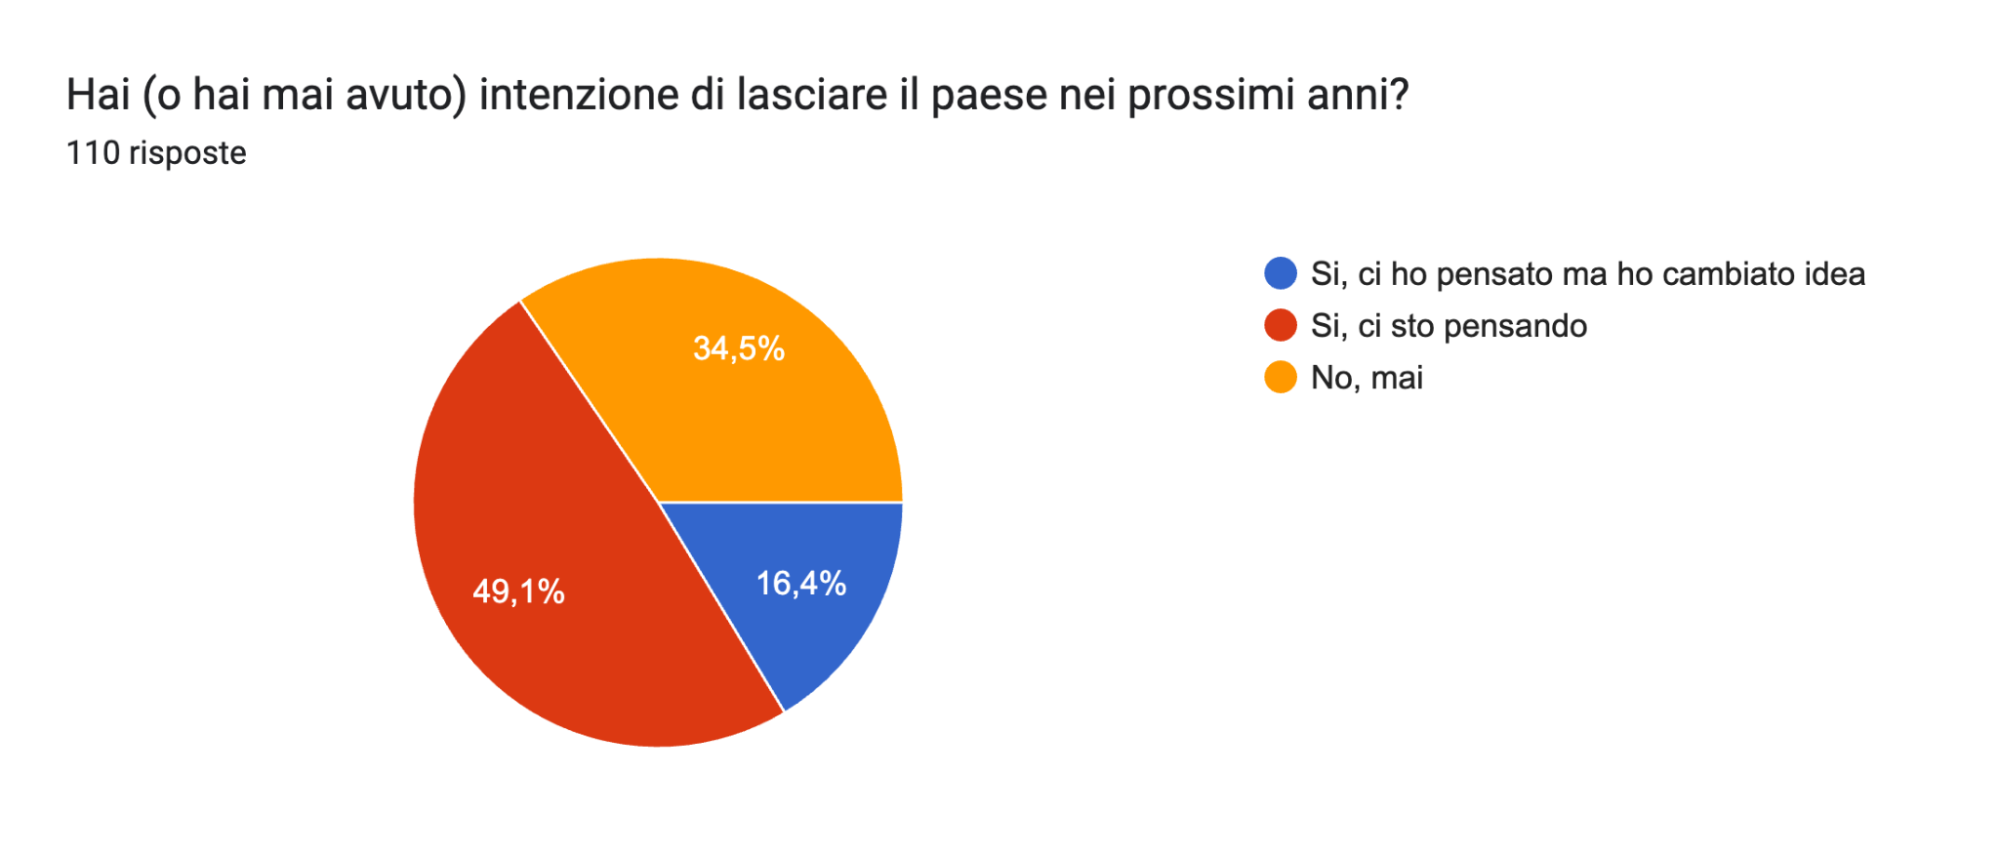 Hai (o hai mai avuto) intenzione di lasciare il paese nei prossimi anni?
110 risposte
34,5%
49,1%
16,4%
Si, ci ho pensato ma ho cambiato idea
Si, ci sto pensando
No, mai